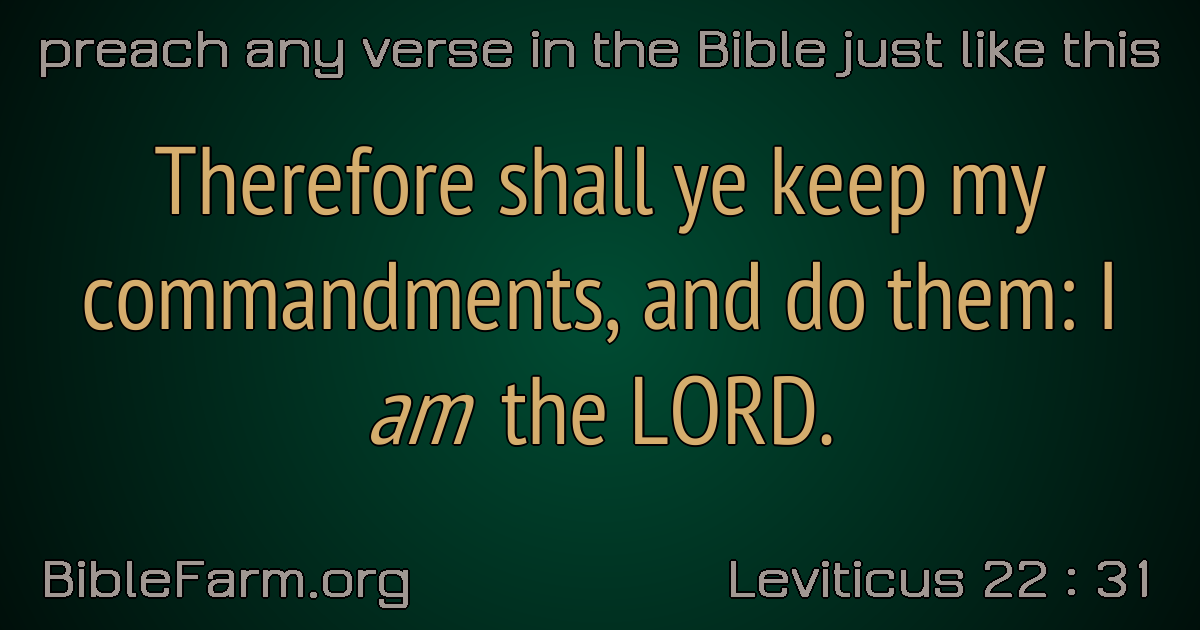 preach any verse in the Bible just like this
Therefore shall ye keep my
commandments, and do them: I
am the LORD.
BibleFarm.org
Leviticus 22 : 31